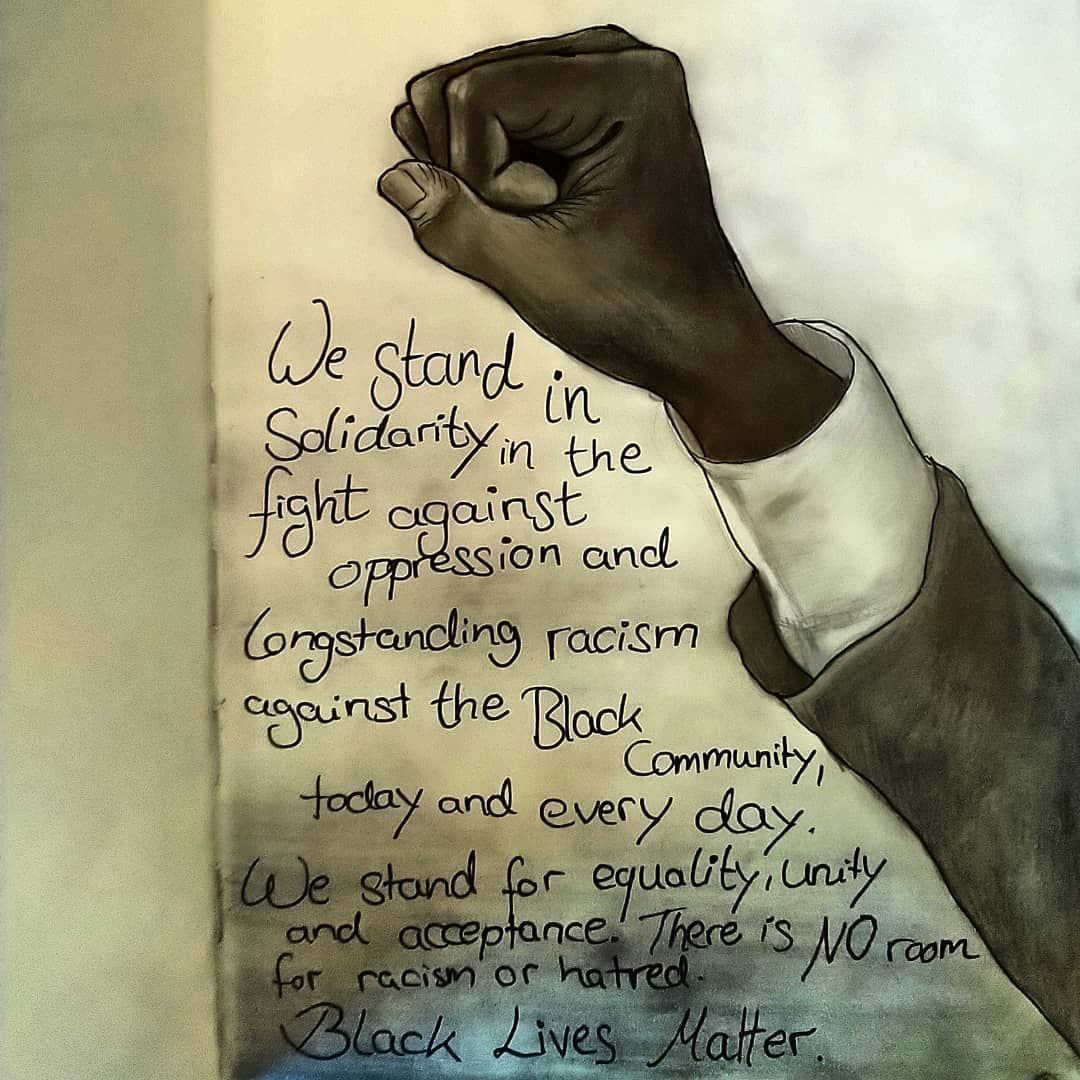 We stand in
Solidarity in the
fight against
oppression and
Longstanding racism
against the Black
Community,
today and every day.
We stand for equality, unity
and acceptance. There is NO room
for racism or hatred.
Black Lives Matter.